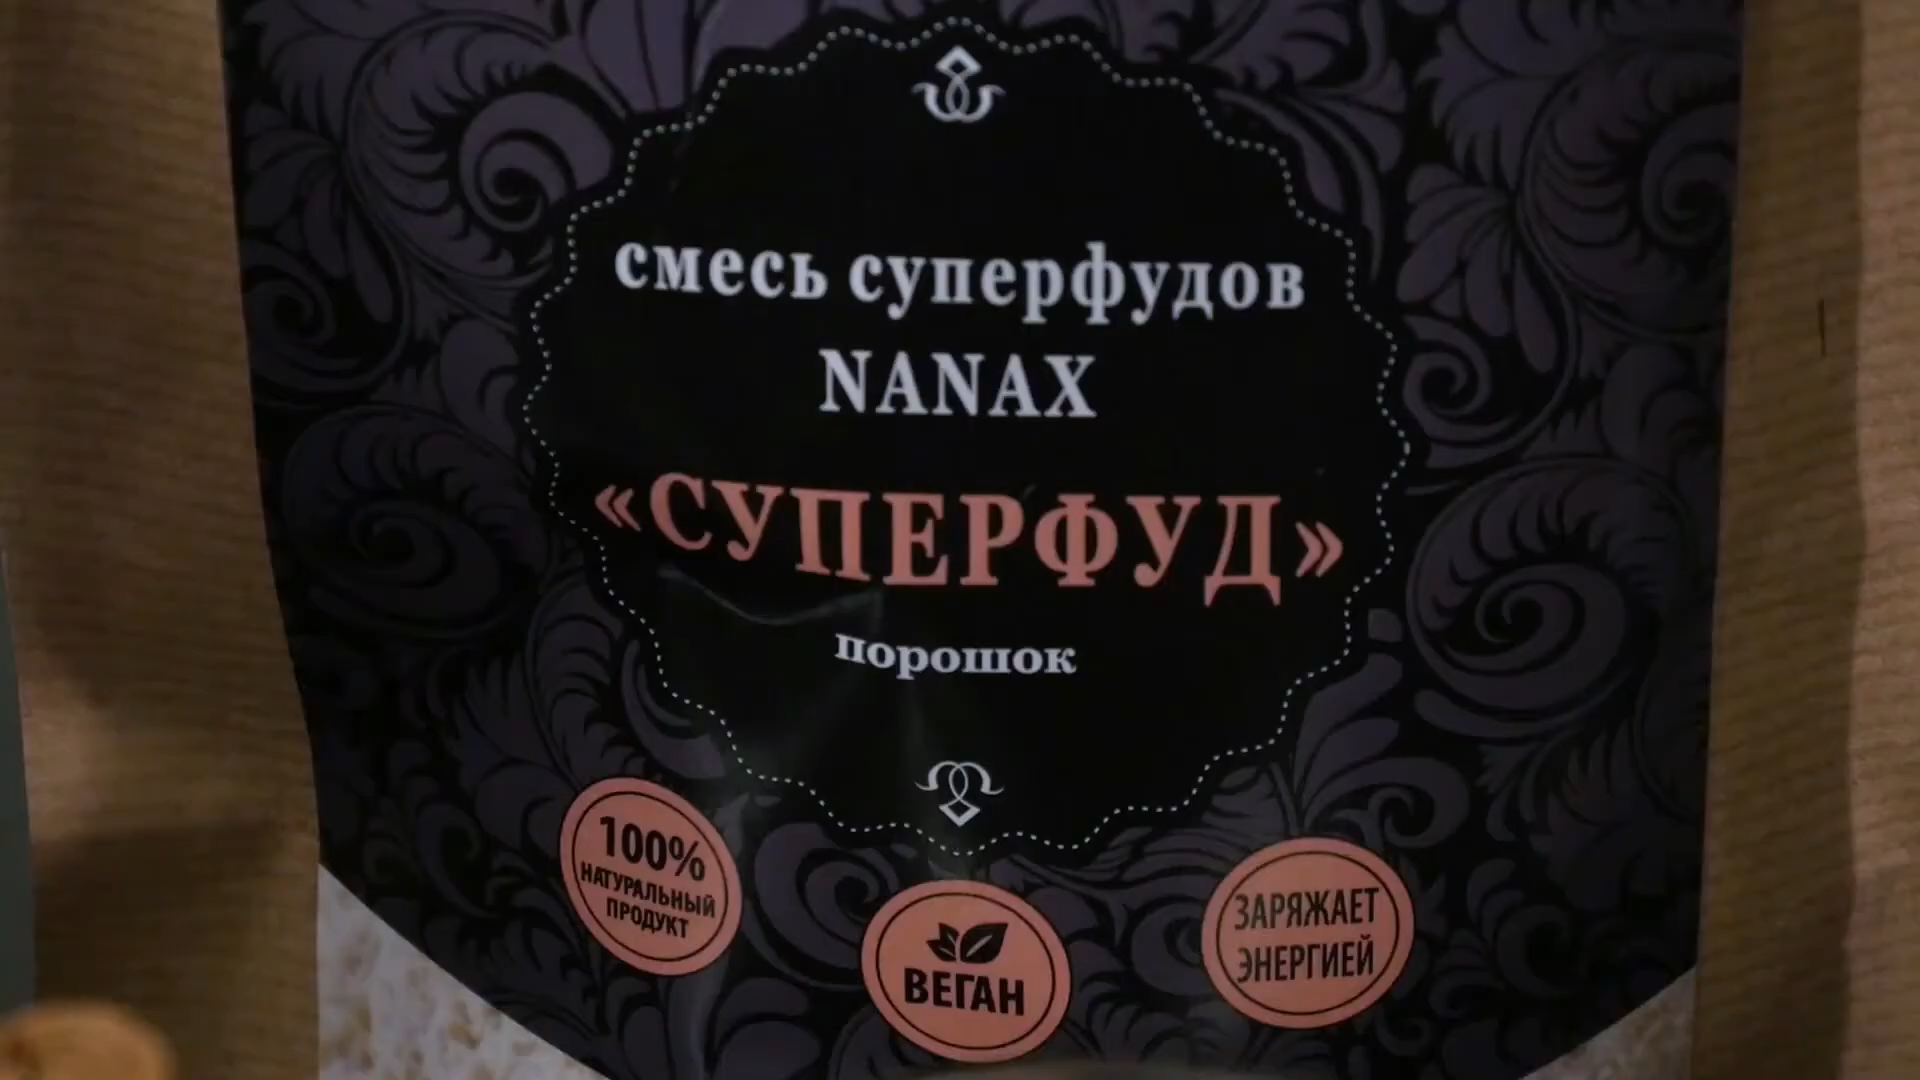 смесь суперфудов
NANAX
«СУПЕРФУД»
порошок
100%
НАТУРАЛЬНЫЙ
ПРОДУКТ
ВЕГАН
ЗАРЯЖАЕТ
ЭНЕРГИЕЙ